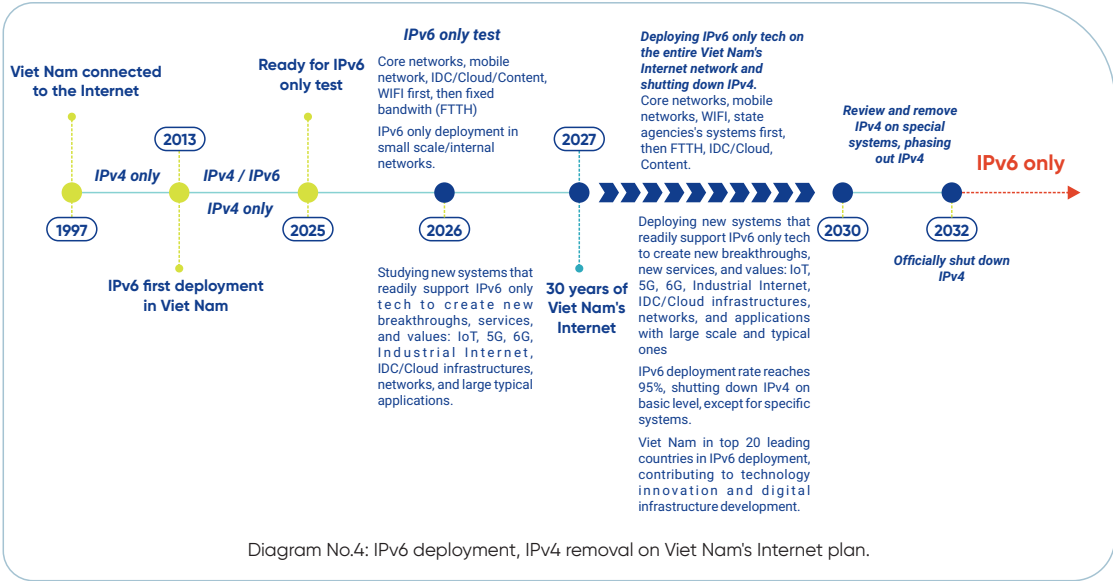 Viet Nam connected
to the Internet
1997
IPv4 only
2013
IPv6 first deployment
in Viet Nam
IPv4 / IPv6
IPv4 only
Ready for IPv6
only test
2025
IPv6 only test
Core networks, mobile
network, IDC/Cloud/Content,
WIFI first, then fixed
bandwith (FTTH)
IPv6 only deployment in
small scale/internal
networks.
2026
Studying new systems that
readily support IPv6 only
tech to create new
breakthroughs, services,
and values: IoT, 5G, 6G,
Industrial Internet,
IDC/Cloud infrastructures,
networks, and large typical
applications.
2027
30 years of
Viet Nam's
Internet
Deploying IPv6 only tech on
the entire Viet Nam's
Internet network and
shutting down IPv4.
Core networks, mobile
networks, WIFI, state
agencies's systems first,
then FTTH, IDC/Cloud,
Content.
Deploying new systems that
readily support IPv6 only tech
to create new breakthroughs,
new services, and values: IoT,
5G, 6G, Industrial Internet,
IDC/Cloud infrastructures,
networks, and applications
with large scale and typical
ones
IPv6 deployment rate reaches
95%, shutting down IPv4 on
basic level, except for specific
systems.
Viet Nam in top 20 leading
countries in IPv6 deployment,
contributing to technology
innovation and digital
infrastructure development.
2030
Review and remove
IPv4 on special
systems, phasing
out IPv4
2032
Officially shut down
IPv4
IPv6 only
Diagram No.4: IPv6 deployment, IPv4 removal on Viet Nam's Internet plan.